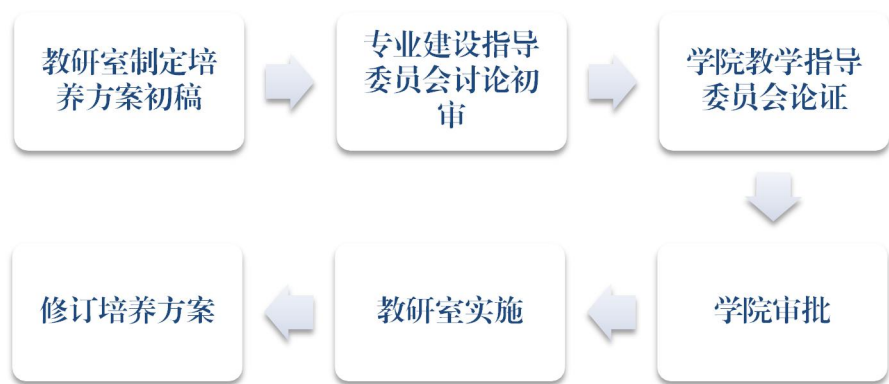 教研室制定培
养方案初稿
专业建设指导
委员会讨论初
审
学院教学指导
委员会论证
学院审批
教研室实施
修订培养方案